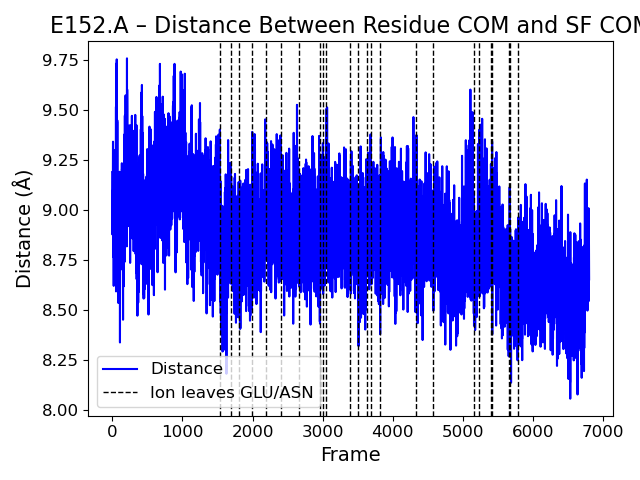 E152.A – Distance Between Residue COM and SF COM
9.75
9.50
9.25
9.00
8.75
8.50
8.25
8.00
Distance (Å)
Distance
Ion leaves GLU/ASN
0 1000 2000 3000 4000 5000 6000 7000
Frame